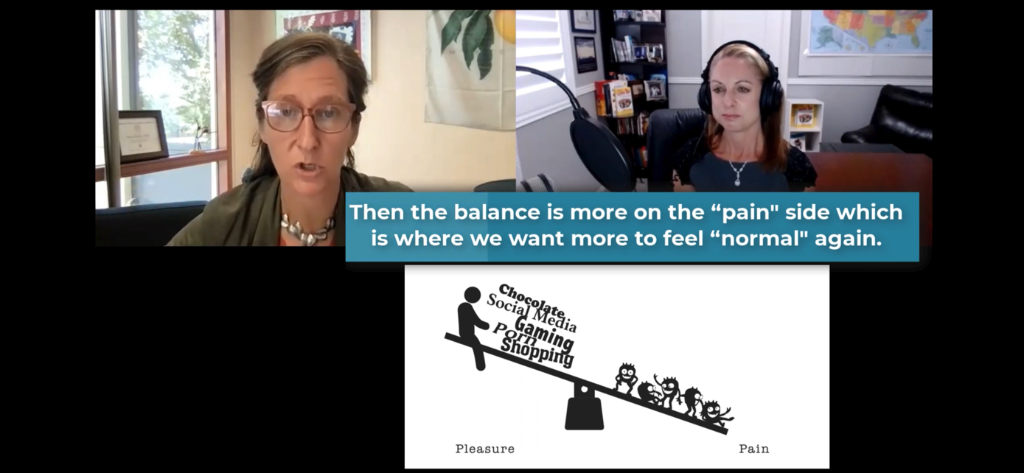 Then the balance is more on the “pain" side which
is where we want more to feel “normal" again.
Chocolate
Social Media
Gaming
Porn
Shopping
Pleasure
Pain